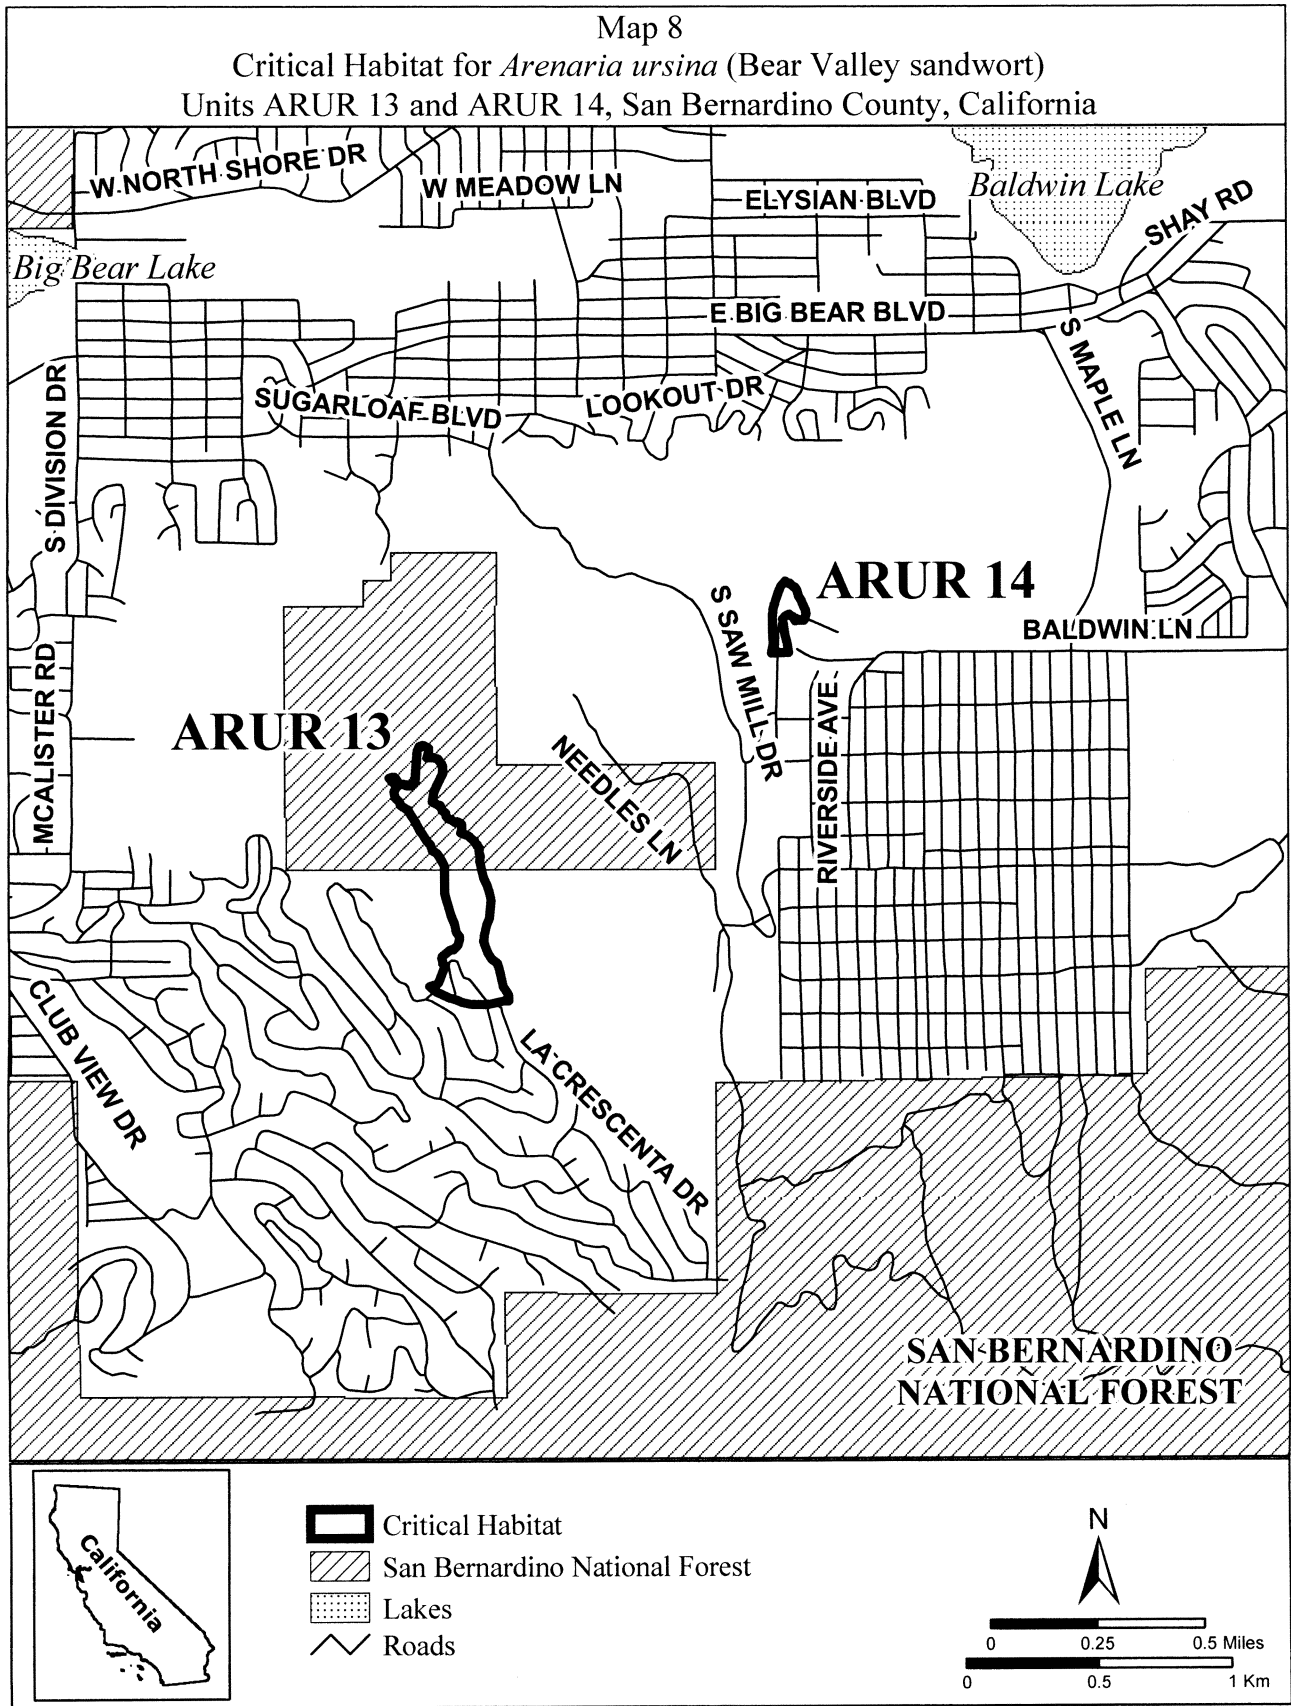 Map 8
Critical Habitat for Arenaria ursina (Bear Valley sandwort)
Units ARUR 13 and ARUR 14, San Bernardino County, California
W NORTH SHORE DR
W MEADOW LN
ELYSIAN BLVD
Baldwin Lake
SHAY RD
Big Bear Lake
E BIG BEAR BLVD
S MAPLE LN
S DIVISION DR
SUGARLOAF BLVD
LOOKOUT DR
ARUR 14
S SAW MILL DR
BALDWIN LN
MCALISTER RD
ARUR 13
NEEDLES LN
RIVERSIDE AVE
CLUB VIEW DR
LA CRESCENTA DR
SAN BERNARDINO
NATIONAL FOREST
California
Critical Habitat
San Bernardino National Forest
Lakes
Roads
N
0 0.25 0.5 Miles
0 0.5 1 Km